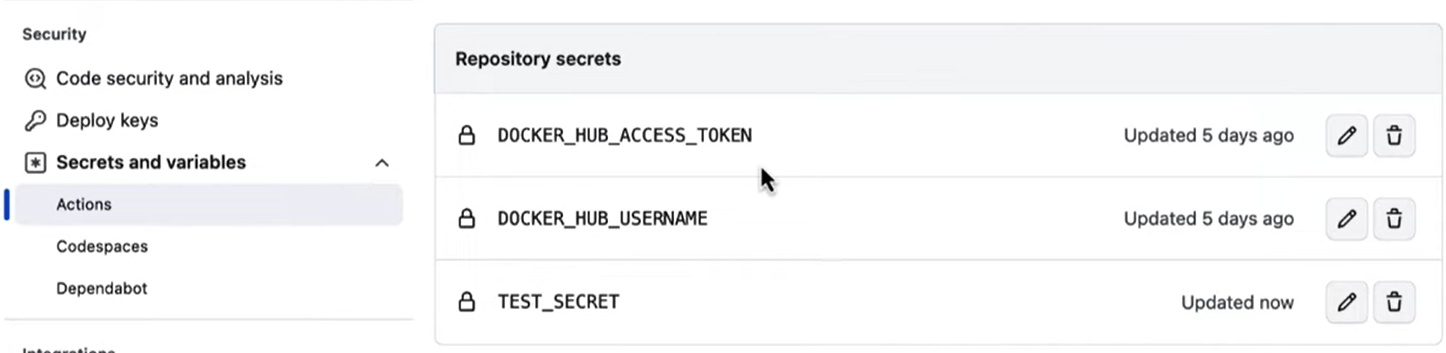 Security
Code security and analysis
Deploy keys
Secrets and variables
Actions
Codespaces
Dependabot
Repository secrets
DOCKER_HUB_ACCESS_TOKEN Updated 5 days ago
DOCKER_HUB_USERNAME Updated 5 days ago
TEST_SECRET Updated now